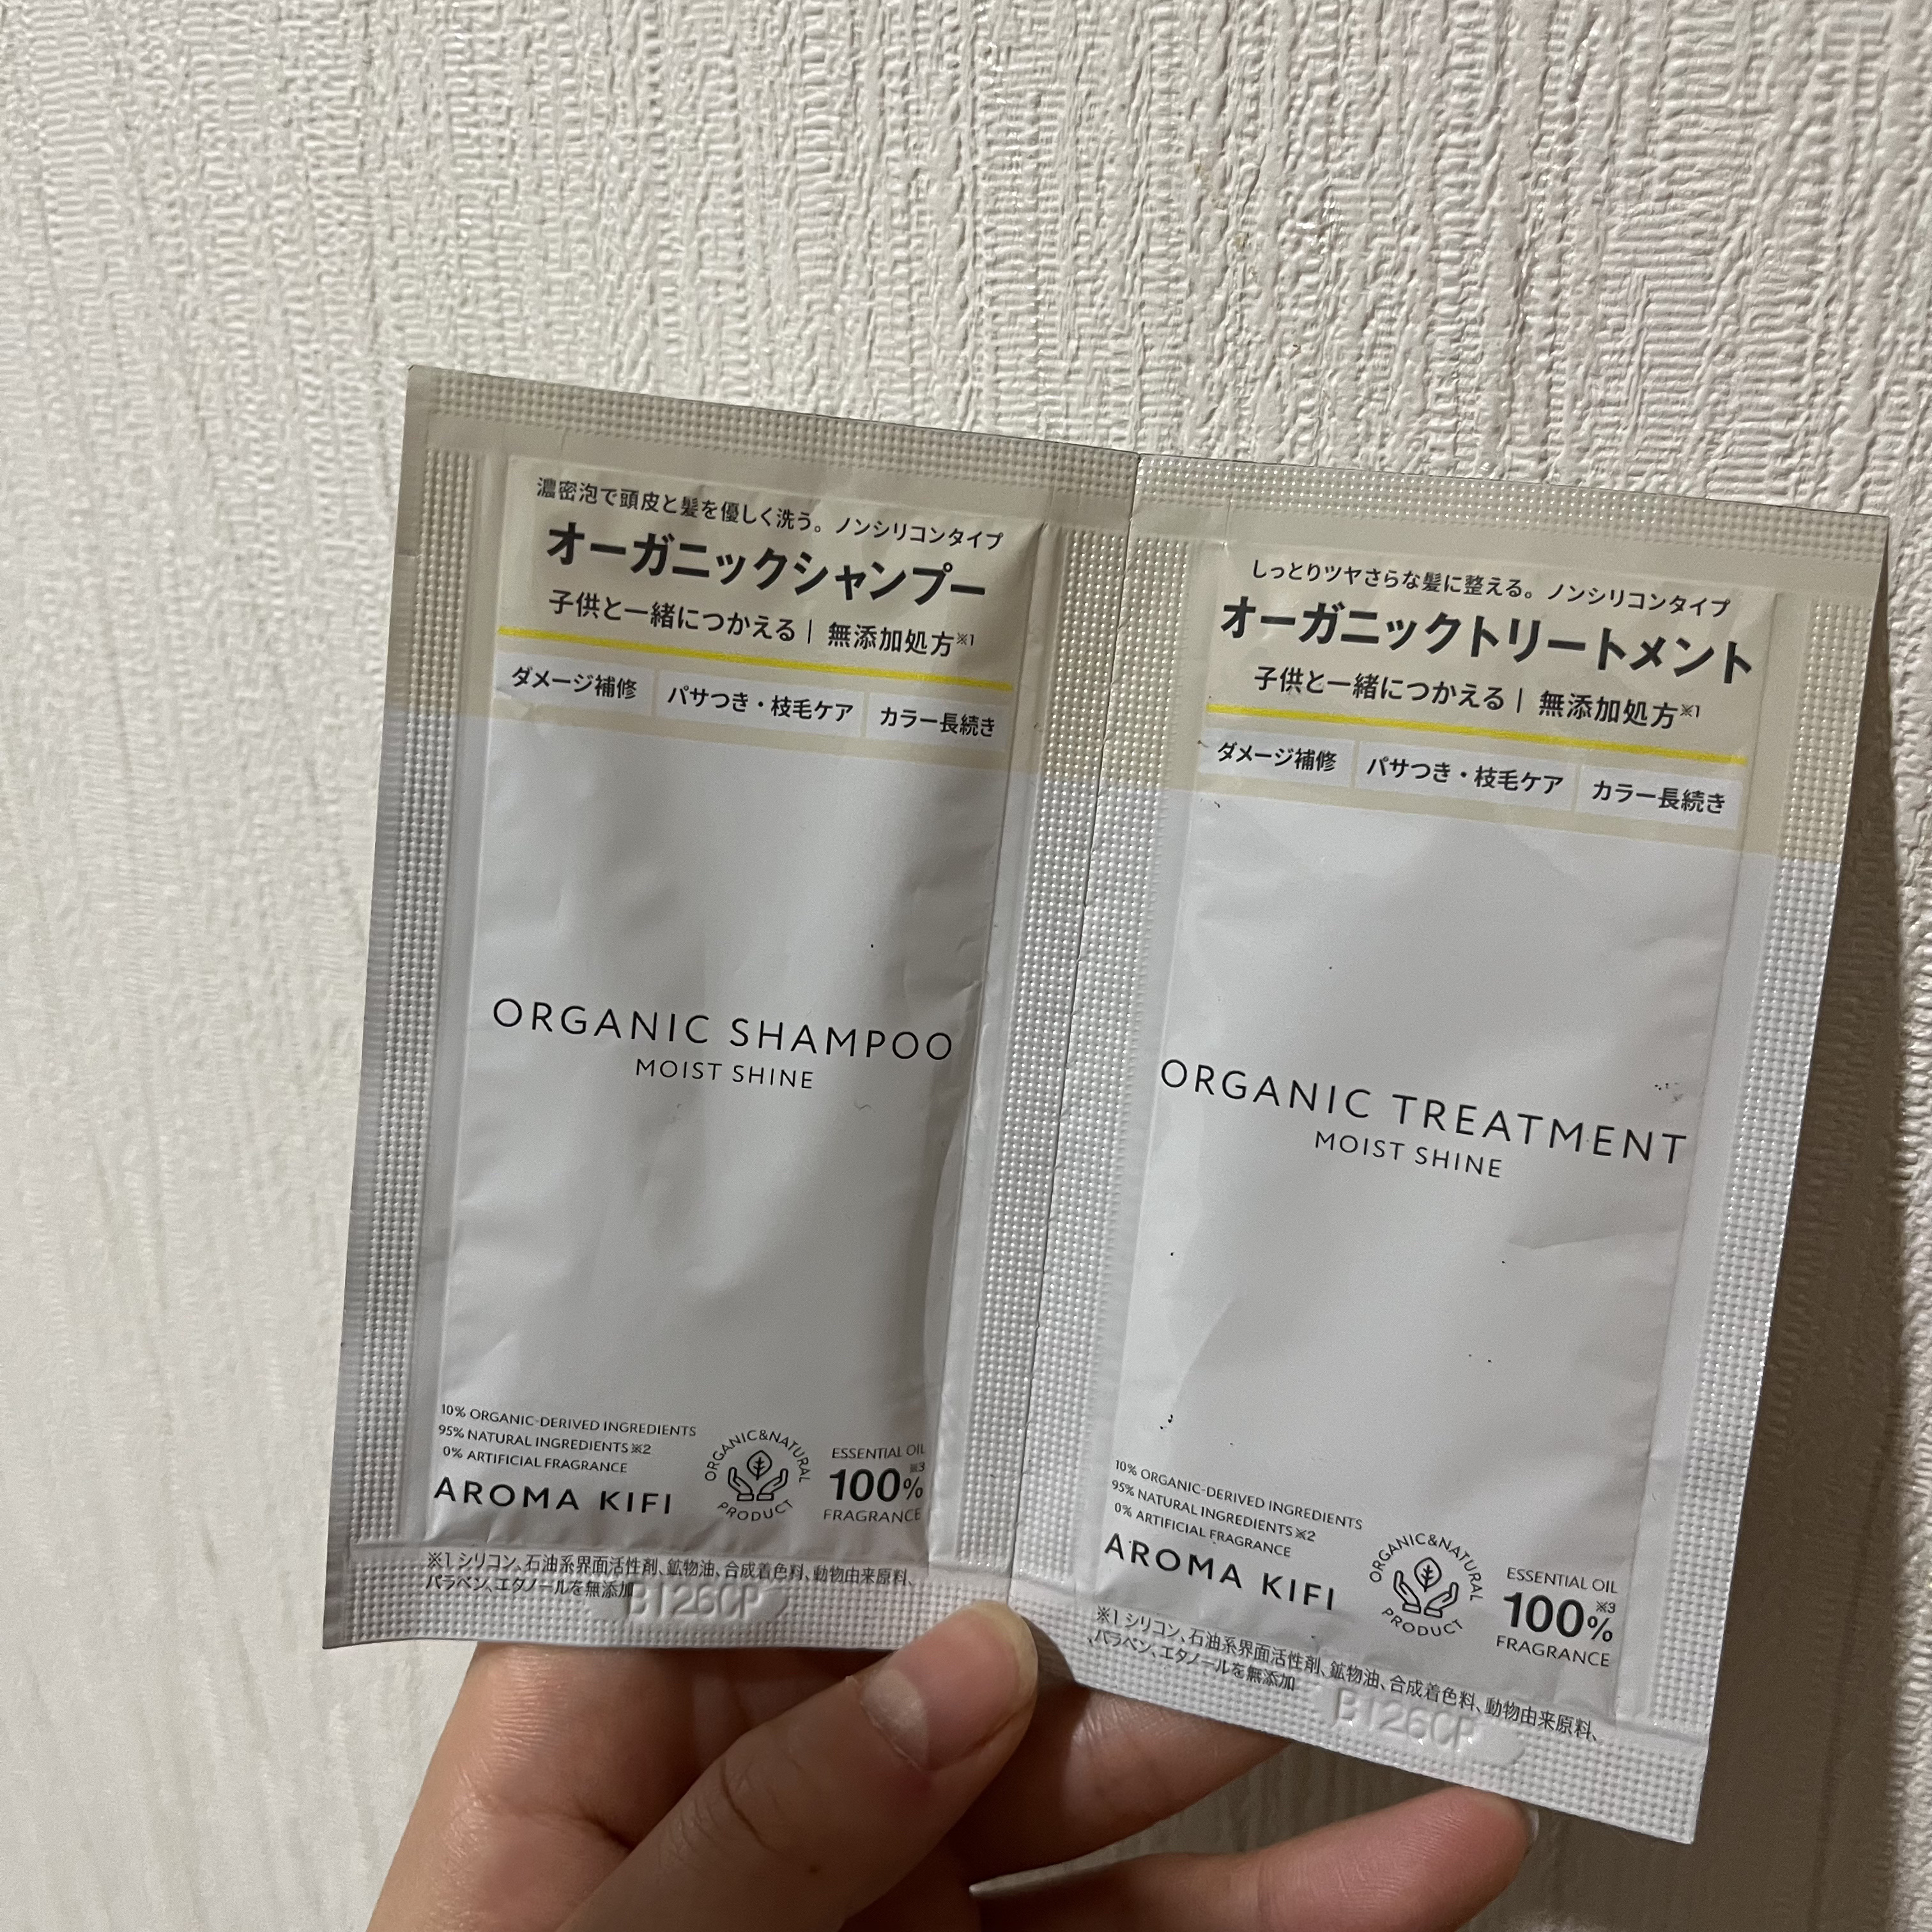 濃密泡で頭皮と髪を優しく洗う。ノンシリコンタイプ
オーガニックシャンプー
子供と一緒につかえる | 無添加処方※1
ダメージ補修 パサつき・枝毛ケア カラー長続き
ORGANIC SHAMPOO
MOIST SHINE
10% ORGANIC-DERIVED INGREDIENTS
95% NATURAL INGREDIENTS ※2
0% ARTIFICIAL FRAGRANCE
AROMA KIFI
ORGANIC&NATURAL
PRODUCT
ESSENTIAL OIL
100%※3
FRAGRANCE
※1 シリコン、石油系界面活性剤、鉱物油、合成着色料、動物由来原料、
パラベン、エタノールを無添加
BT26CP
しっとりツヤさらな髪に整える。ノンシリコンタイプ
オーガニックトリートメント
子供と一緒につかえる | 無添加処方※1
ダメージ補修 パサつき・枝毛ケア カラー長続き
ORGANIC TREATMENT
MOIST SHINE
10% ORGANIC-DERIVED INGREDIENTS
95% NATURAL INGREDIENTS ※2
0% ARTIFICIAL FRAGRANCE
AROMA KIFI
ORGANIC&NATURAL
PRODUCT
ESSENTIAL OIL
100%※3
FRAGRANCE
※1 シリコン、石油系界面活性剤、鉱物油、合成着色料、動物由来原料、
パラベン、エタノールを無添加
BT26CP